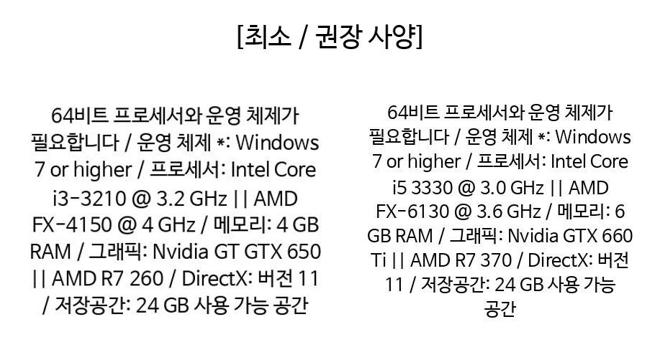 [최소 / 권장 사양]
64비트 프로세서와 운영 체제가
필요합니다 / 운영 체제 *: Windows
7 or higher / 프로세서: Intel Core
i3-3210 @ 3.2 GHz || AMD
FX-4150 @ 4 GHz / 메모리: 4 GB
RAM / 그래픽: Nvidia GT GTX 650
|| AMD R7 260 / DirectX: 버전 11
/ 저장공간: 24 GB 사용 가능 공간
64비트 프로세서와 운영 체제가
필요합니다 / 운영 체제 *: Windows
7 or higher / 프로세서: Intel Core
i5 3330 @ 3.0 GHz || AMD
FX-6130 @ 3.6 GHz / 메모리: 6
GB RAM / 그래픽: Nvidia GTX 660
Ti || AMD R7 370 / DirectX: 버전
11 / 저장공간: 24 GB 사용 가능
공간